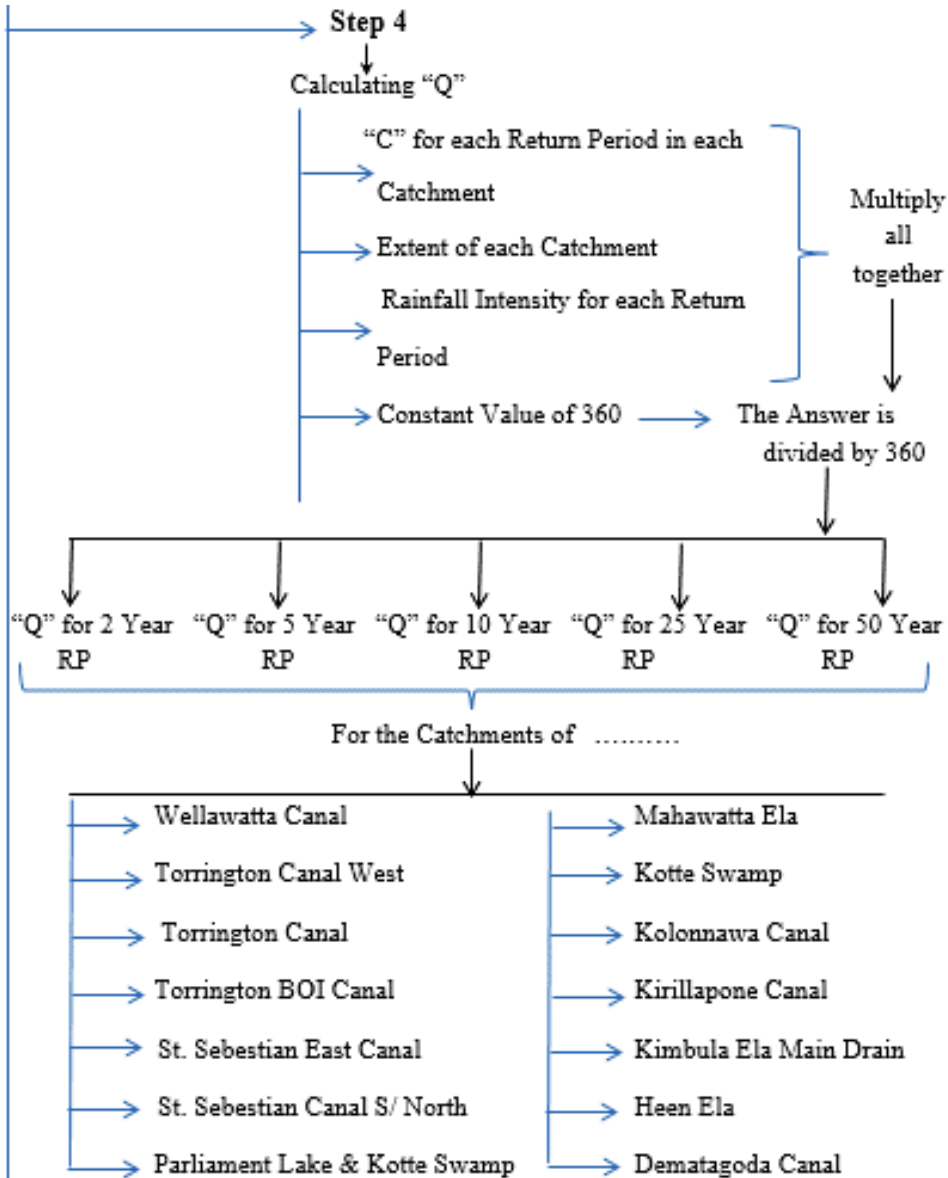 Step 4
Calculating “Q”
“C” for each Return Period in each
Catchment
Extent of each Catchment
Rainfall Intensity for each Return
Period
Constant Value of 360
Multiply
all
together
The Answer is
divided by 360
“Q” for 2 Year
RP
“Q” for 5 Year
RP
“Q” for 10 Year
RP
“Q” for 25 Year
RP
“Q” for 50 Year
RP
For the Catchments of ..........
Wellawatta Canal
Torrington Canal West
Torrington Canal
Torrington BOI Canal
St. Sebestian East Canal
St. Sebestian Canal S/ North
Parliament Lake & Kotte Swamp
Mahawatta Ela
Kotte Swamp
Kolonnawa Canal
Kirillapone Canal
Kimbula Ela Main Drain
Heen Ela
Dematagoda Canal